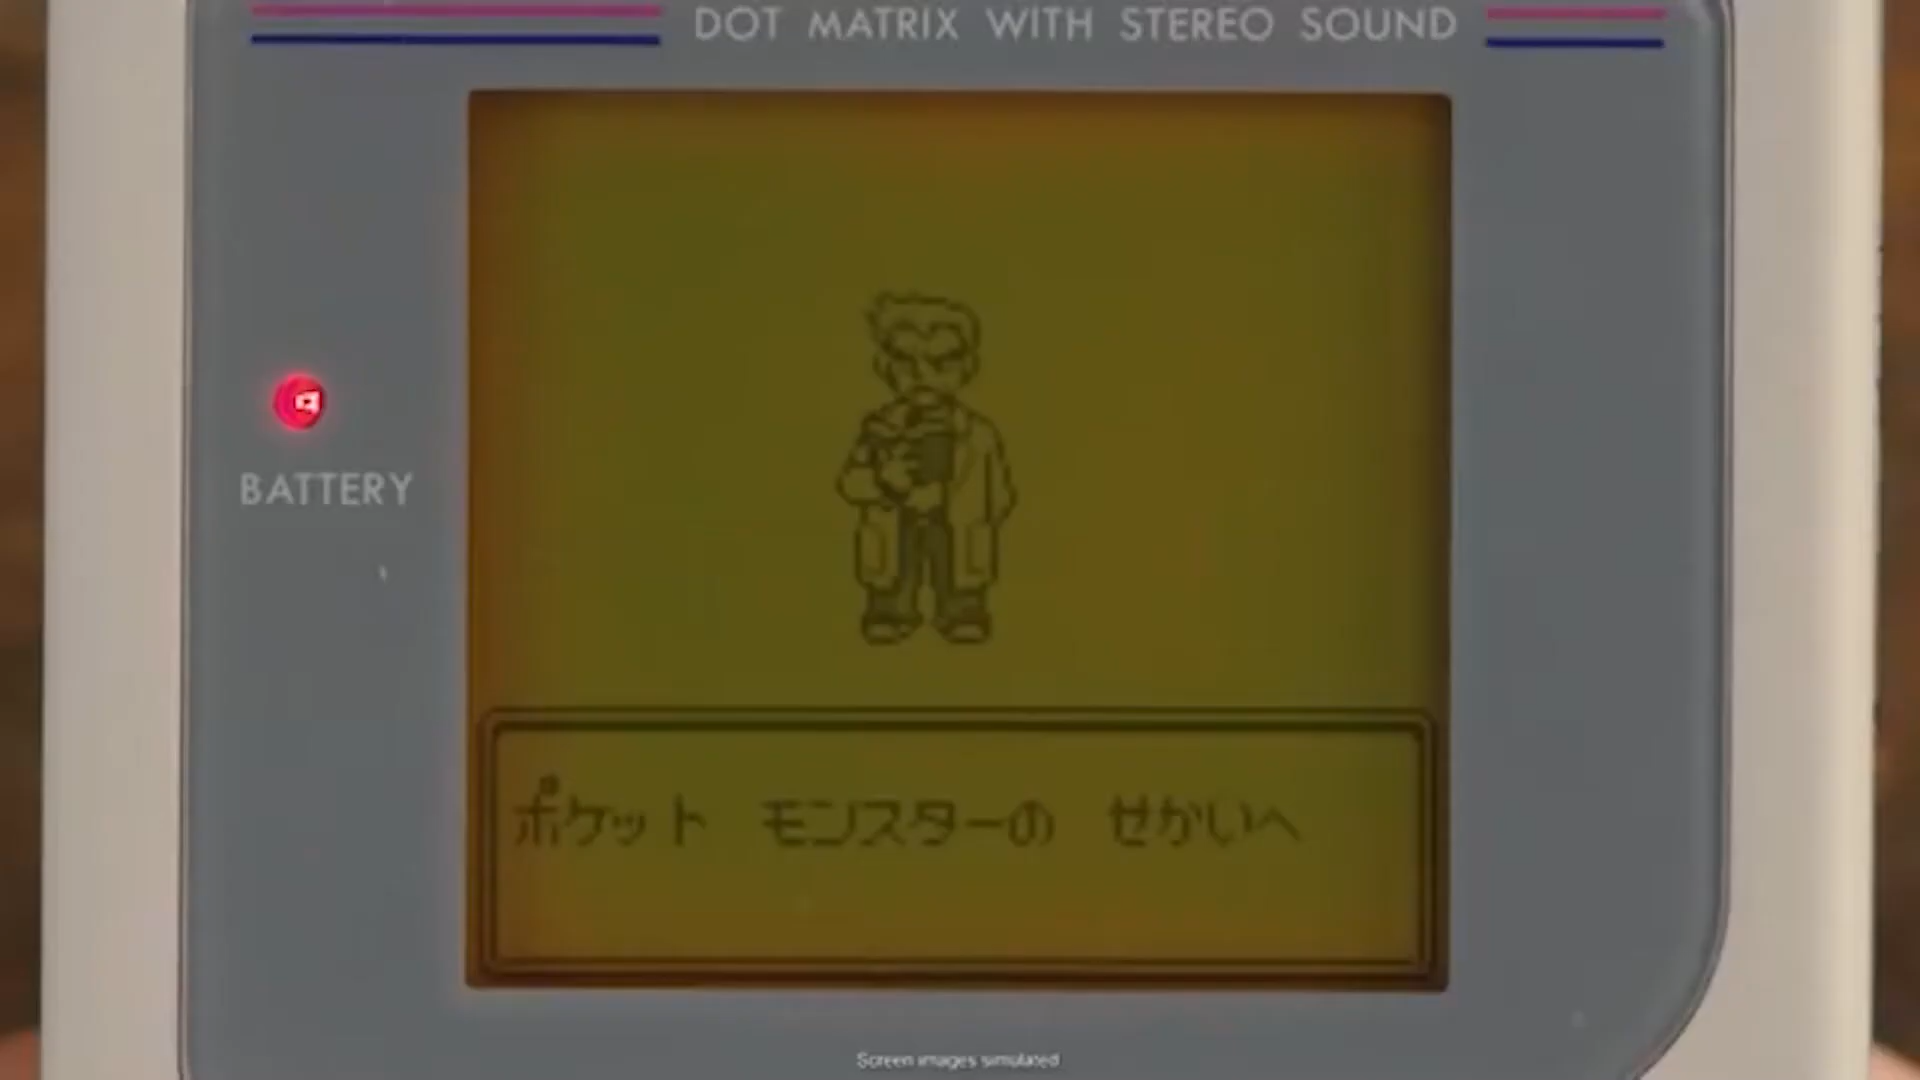 DOT MATRIX WITH STEREO SOUND
BATTERY
ポケット モンスターの せかいへ
Screen images simulated